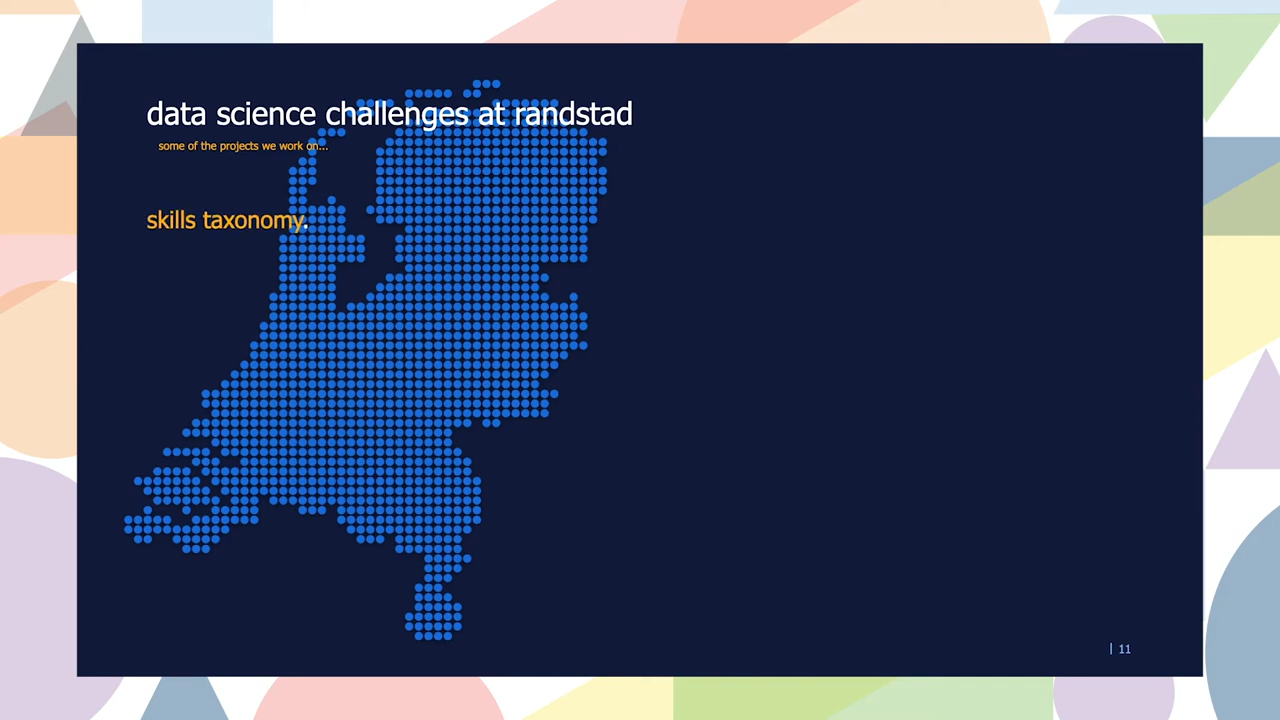 data science challenges at randstad
some of the projects we work on...
skills taxonomy.
| 11